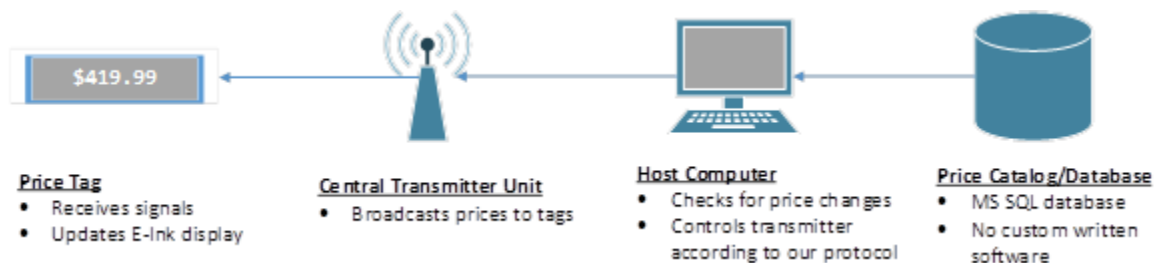 $419.99
Price Tag
• Receives signals
• Updates E-Ink display
Central Transmitter Unit
• Broadcasts prices to tags
Host Computer
• Checks for price changes
• Controls transmitter
according to our protocol
Price Catalog/Database
• MS SQL database
• No custom written
software